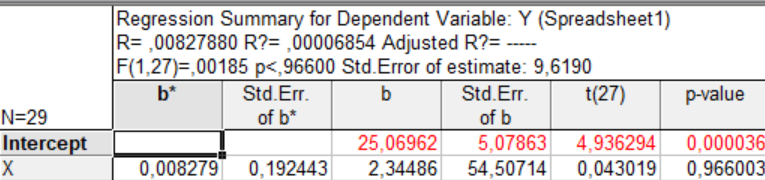 Regression Summary for Dependent Variable: Y (Spreadsheet1)
R= ,00827880 R?= ,00006854 Adjusted R?= -----
F(1,27)=,00185 p<,96600 Std.Error of estimate: 9,6190
N=29 b* Std.Err. of b* b Std.Err. of b t(27) p-value
Intercept 25,06962 5,07863 4,936294 0,000036
X 0,008279 0,192443 2,34486 54,50714 0,043019 0,966003